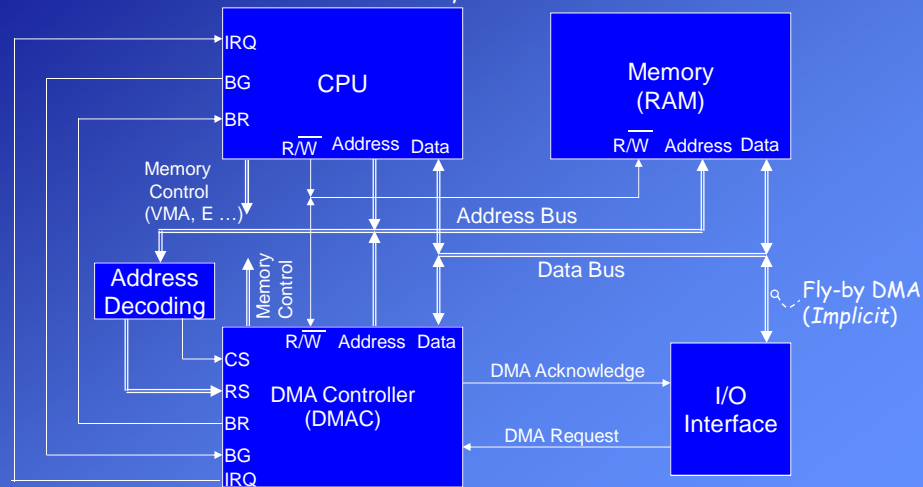 IRQ
BG
CPU
BR
R/W Address Data
Memory
(RAM)
R/W Address Data
Memory
Control
(VMA, E ...)
Address Bus
Data Bus
Address
Decoding
Memory
Control
Fly-by DMA
(Implicit)
R/W Address Data
CS
RS
BR
BG
IRQ
DMA Controller
(DMAC)
DMA Acknowledge
DMA Request
I/O
Interface